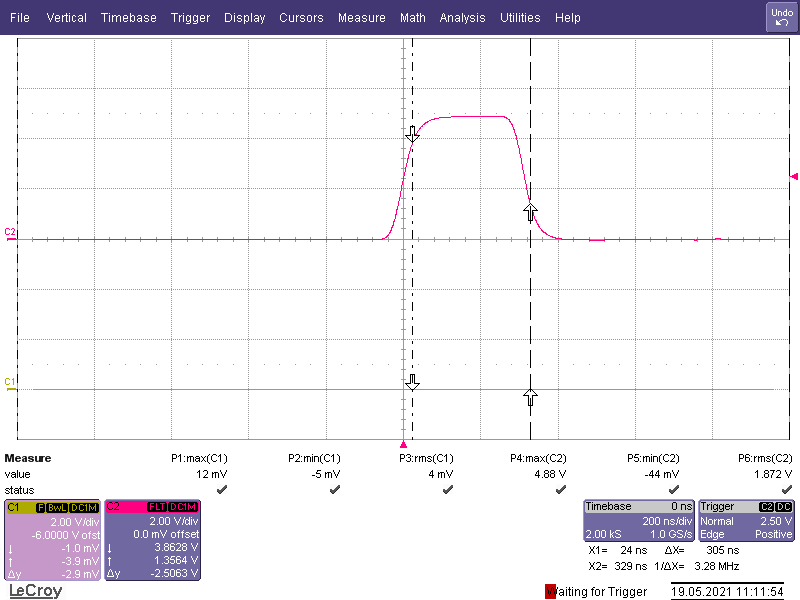 File Vertical Timebase Trigger Display Cursors Measure Math Analysis Utilities Help Undo
C2
C1
Measure P1:max(C1) P2:min(C1) P3:rms(C1) P4:max(C2) P5:min(C2) P6:rms(C2)
value 12 mV -5 mV 4 mV 4.88 V -44 mV 1.872 V
status
C1 F BwL DC1M C2 FLT DC1M Timebase 0 ns Trigger C2 DC
2.00 V/div 2.00 V/div 200 ns/div Normal 2.50 V
-6.0000 V ofst 0.0 mV offset 2.00 kS 1.0 GS/s Edge Positive
-1.0 mV 3.8628 V X1= 24 ns ΔX= 305 ns
-3.9 mV 1.3564 V X2= 329 ns 1/ΔX= 3.28 MHz
Δy -2.9 mV Δy -2.5063 V
LeCroy Waiting for Trigger 19.05.2021 11:11:54